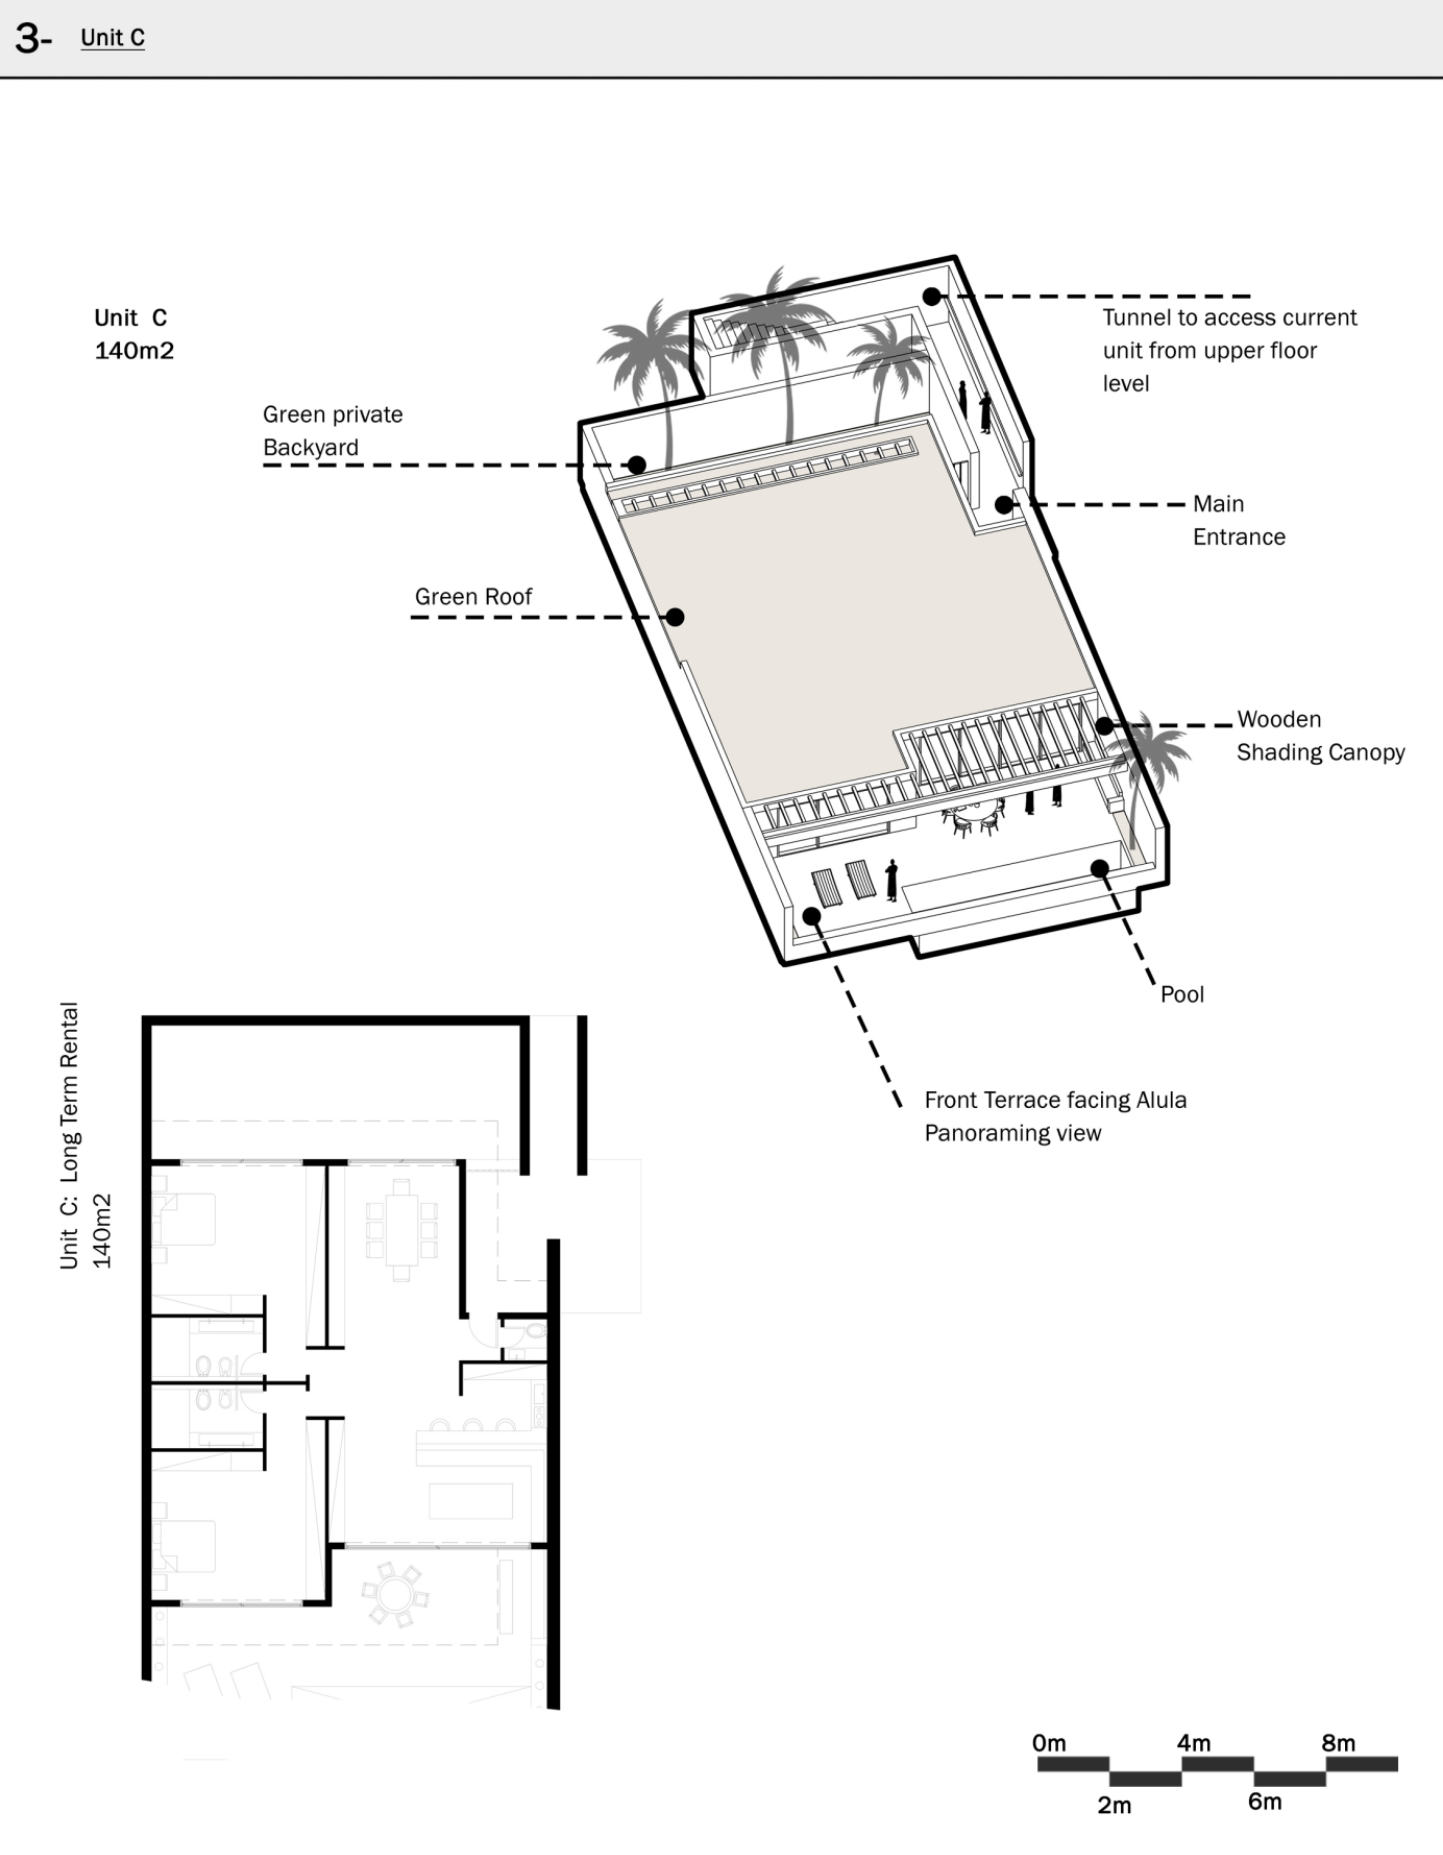 3- Unit C
Unit C
140m2
Tunnel to access current
unit from upper floor
level
Green private
Backyard
Main
Entrance
Green Roof
Wooden
Shading Canopy
Pool
Front Terrace facing Alula
Panoraming view
Unit C: Long Term Rental
140m2
0m 4m 8m
2m 6m